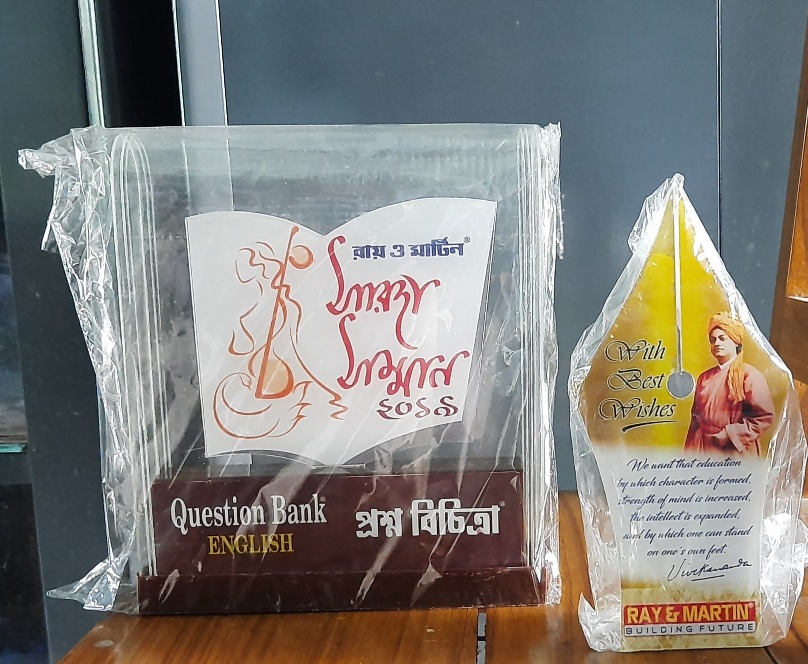 রায় ও মার্টিন®
সারদা
সম্মান
২০১৯
Question Bank®
ENGLISH
প্রশ্ন বিচিত্রা®
With
Best
Wishes
We want that education
by which character is formed,
strength of mind is increased,
the intellect is expanded,
and by which one can stand
on one's own feet.
Vivekananda
RAY & MARTIN®
BUILDING FUTURE